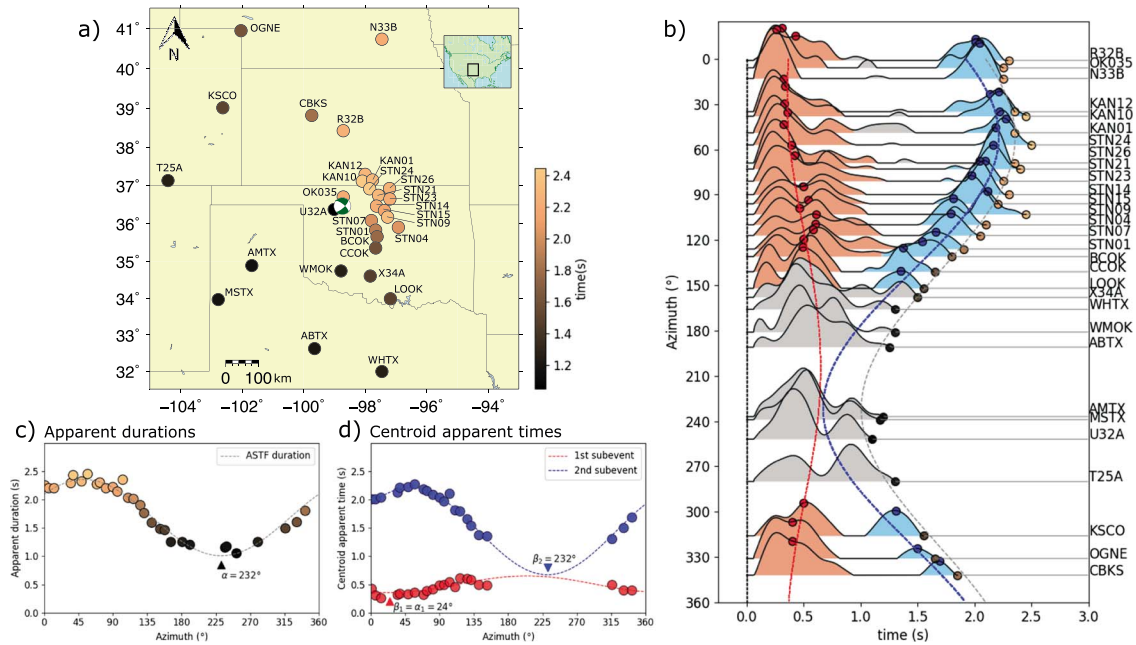 a)
N
OGNE
N33B
KSCO
CBKS
R32B
T25A
KAN12
KAN01
KAN10
STN24
STN26
OK035
STN21
STN23
U32A
STN14
STN07
STN15
STN01
STN09
BCOK
STN04
CCOK
AMTX
WMOK
X34A
MSTX
LOOK
ABTX
WHTX
0 100 km
41°
40°
39°
38°
37°
36°
35°
34°
33°
32°
−104° −102° −100° −98° −96° −94°
2.4
2.2
2.0
1.8
1.6
1.4
1.2
time(s)
b)
0
30
60
90
120
150
180
210
240
270
300
330
360
Azimuth (°)
R32B
OK035
N33B
KAN12
KAN10
KAN01
STN24
STN26
STN21
STN23
STN14
STN15
STN09
STN04
STN07
STN01
BCOK
CCOK
LOOK
X34A
WHTX
WMOK
ABTX
AMTX
MSTX
U32A
T25A
KSCO
OGNE
CBKS
0.0 0.5 1.0 1.5 2.0 2.5 3.0
time (s)
c) Apparent durations
ASTF duration
2.5
2.0
1.5
1.0
0.5
0.0
Apparent duration (s)
α = 232°
0 45 90 135 180 225 270 315 360
Azimuth (°)
d) Centroid apparent times
1st subevent
2nd subevent
2.5
2.0
1.5
1.0
0.5
0.0
Centroid apparent time (s)
β₂ = 232°
β₁ = α₁ = 24°
0 45 90 135 180 225 270 315 360
Azimuth (°)